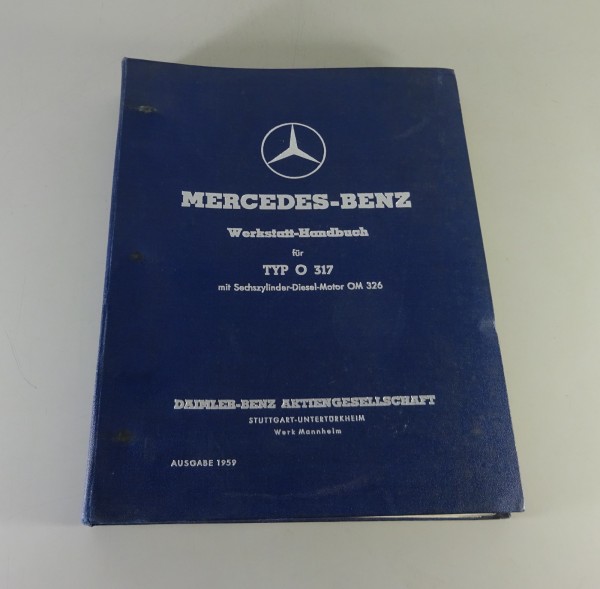 MERCEDES-BENZ
Werkstatt-Handbuch
für
TYP O 317
mit Sechszylinder-Diesel-Motor OM 326
DAIMLER-BENZ AKTIENGESELLSCHAFT
STUTTGART-UNTERTÜRKHEIM
Werk Mannheim
AUSGABE 1959